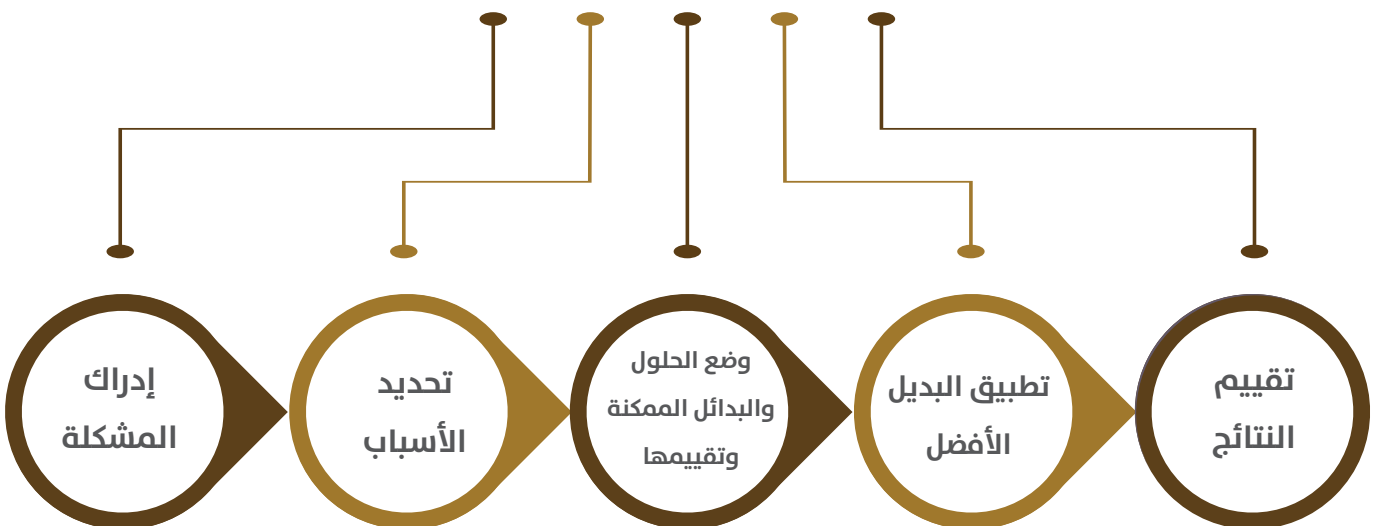 إدراك
المشكلة
تحديد
الأسباب
وضع الحلول
والبدائل الممكنة
وتقييمها
تطبيق البديل
الأفضل
تقييم
النتائج